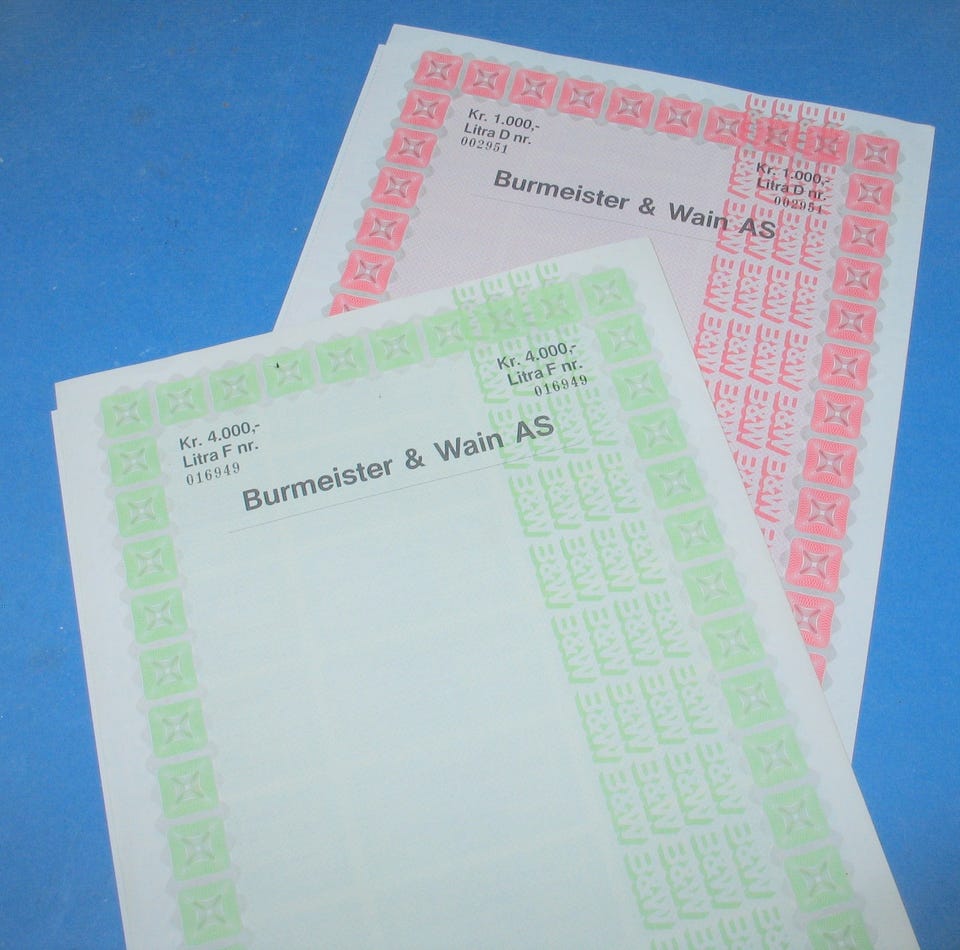 Kr. 1.000,-
Litra D nr.
002951
Kr. 1.000,-
Litra D nr.
002951
Burmeister & Wain AS
B&W B&W B&W B&W
Kr. 4.000,-
Litra F nr.
016949
Kr. 4.000,-
Litra F nr.
016949
Burmeister & Wain AS
B&W B&W B&W B&W